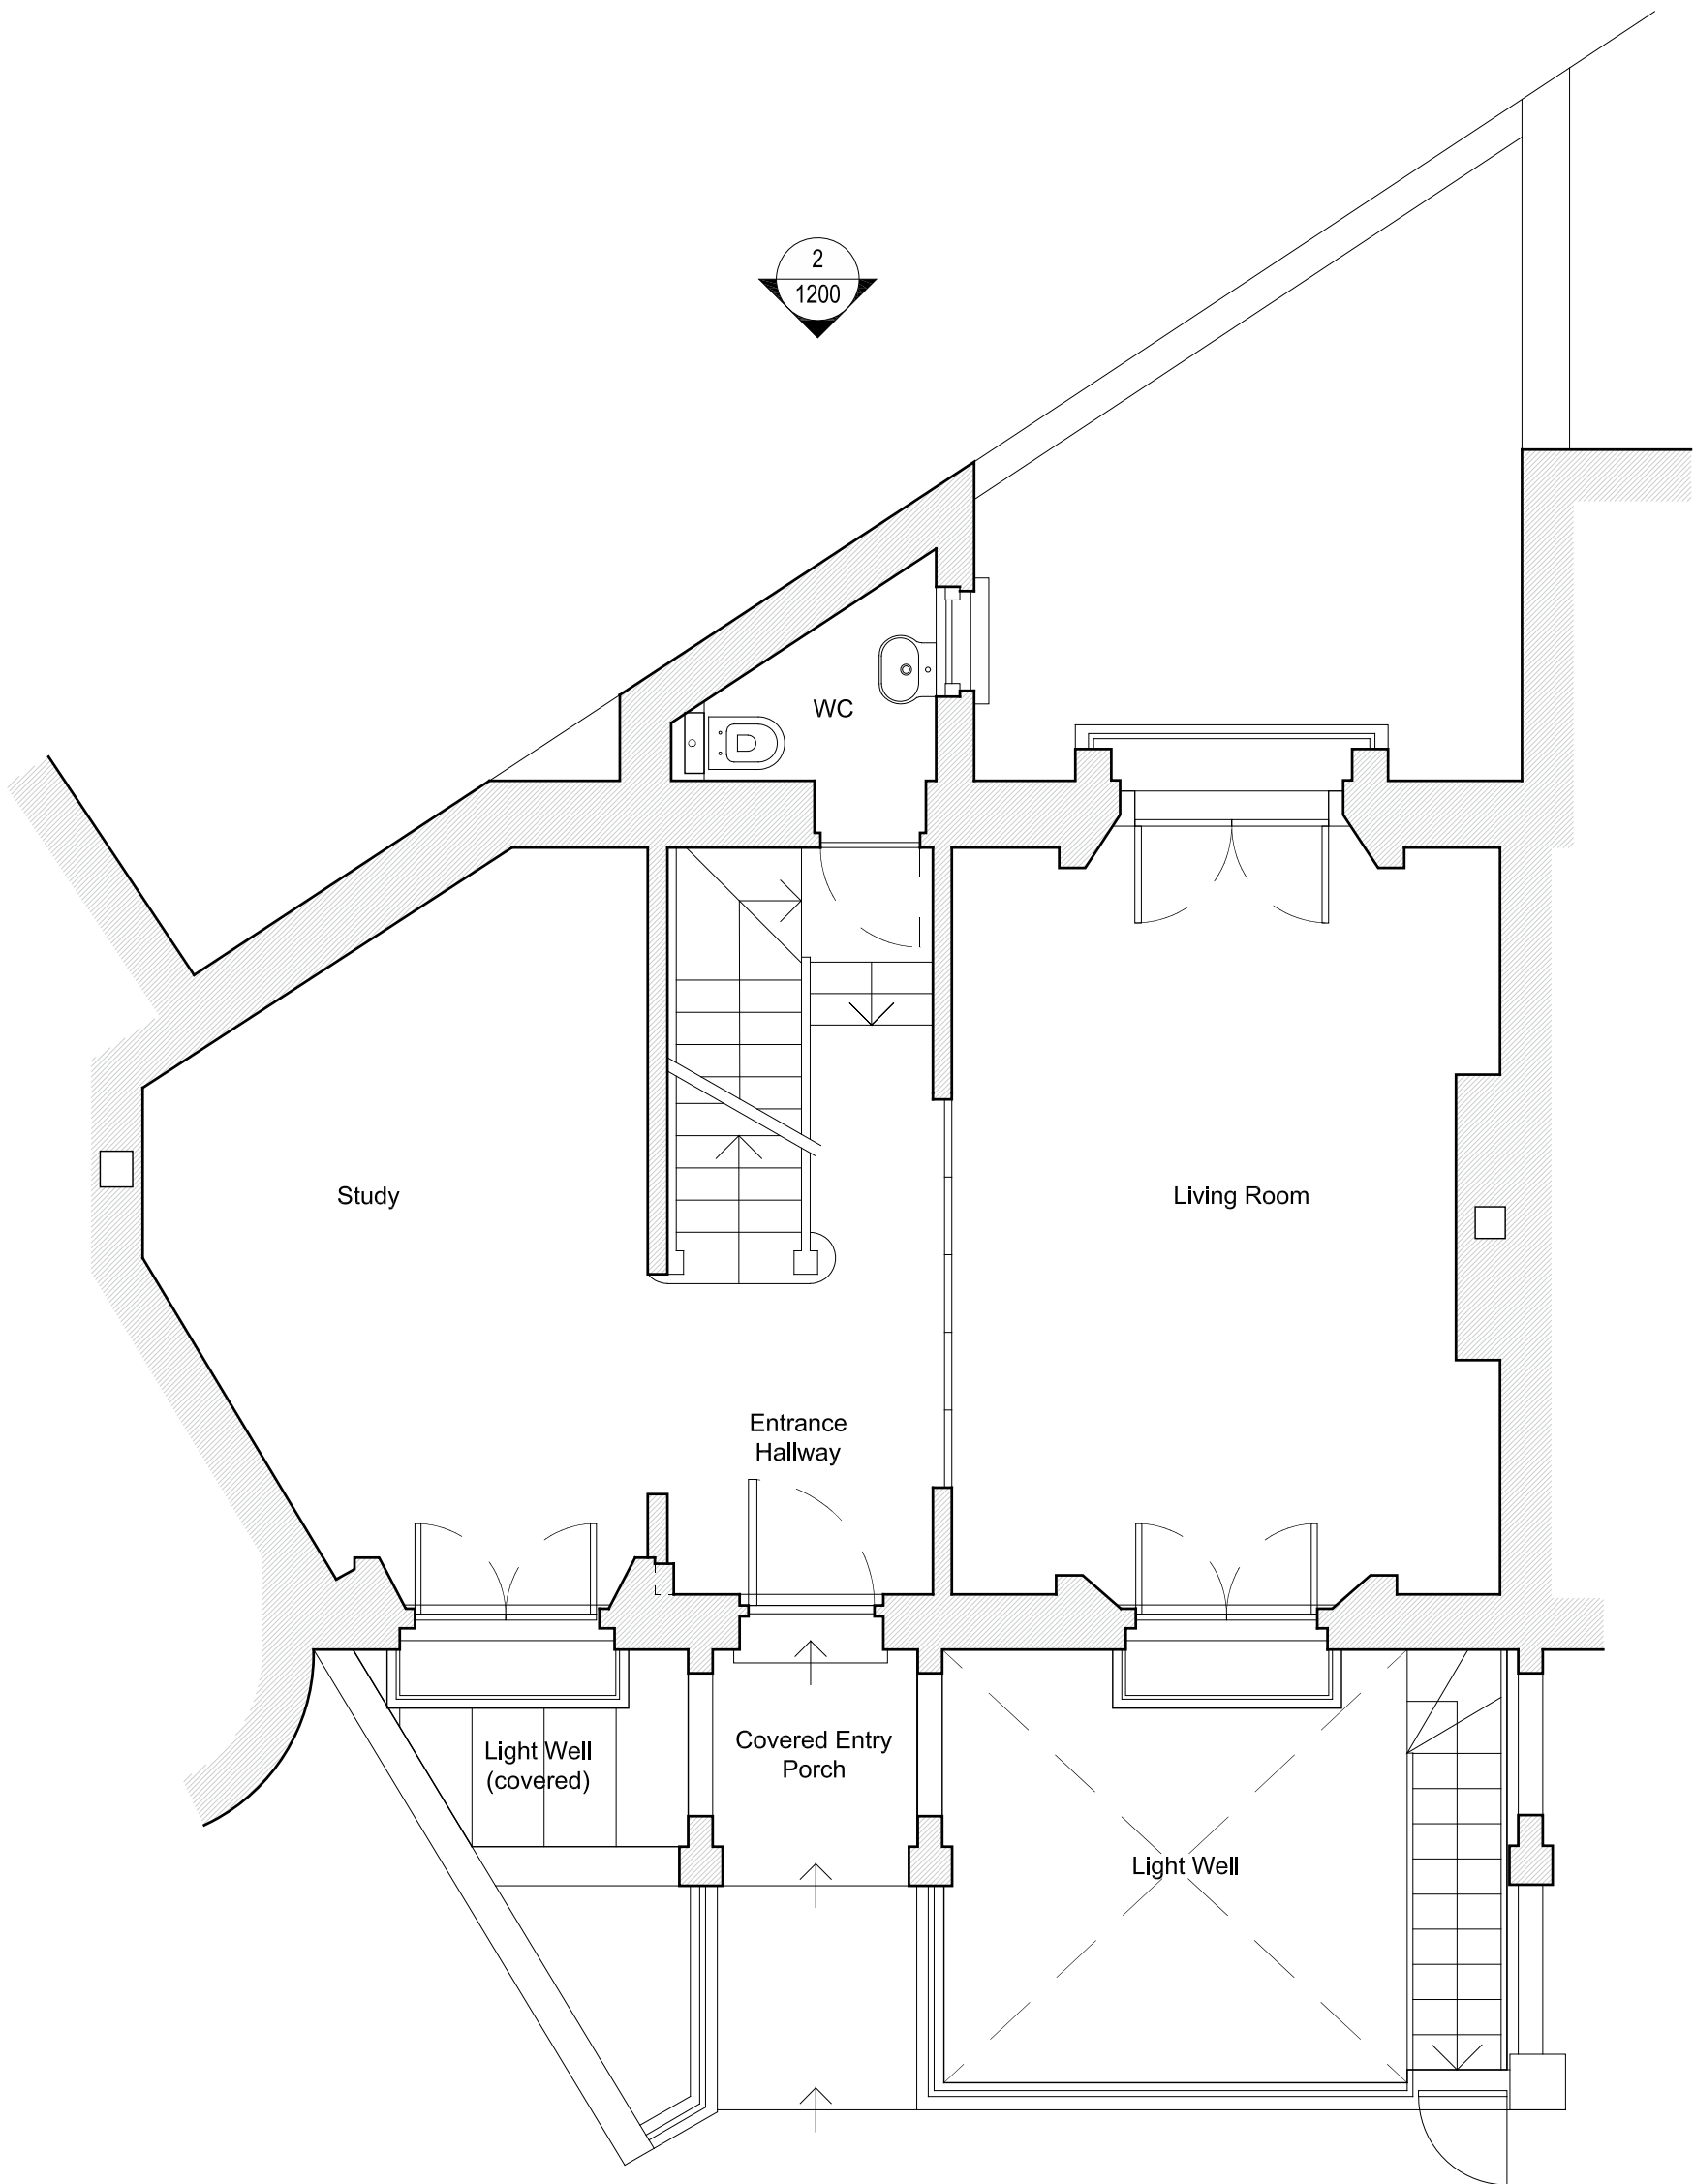 2
1200
WC
Study
Living Room
Entrance
Hallway
Covered Entry
Porch
Light Well
(covered)
Light Well